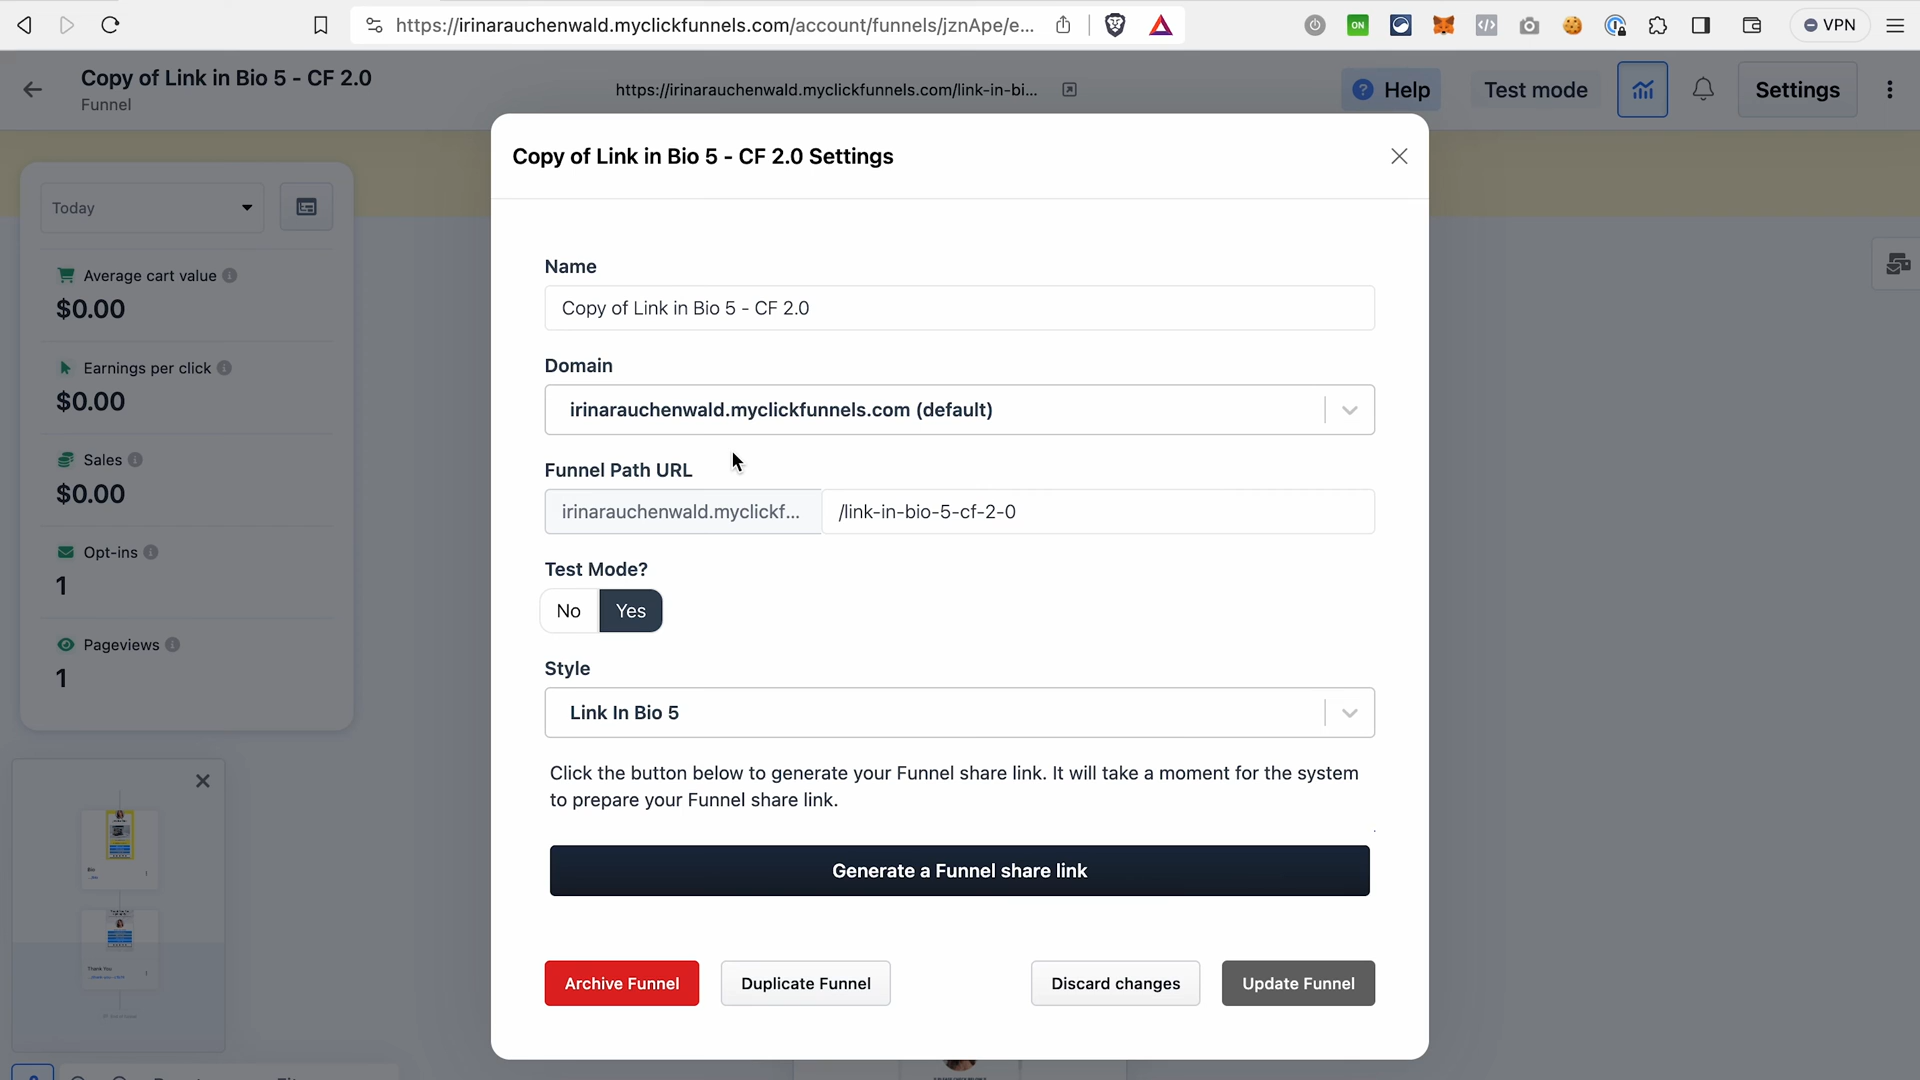 https://irinarauchenwald.myclickfunnels.com/account/funnels/jznApe/e...
ON
VPN
Copy of Link in Bio 5 - CF 2.0
Funnel
https://irinarauchenwald.myclickfunnels.com/link-in-bi...
? Help
Test mode
Settings
Today
Average cart value
$0.00
Earnings per click
$0.00
Sales
$0.00
Opt-ins
1
Pageviews
1
Bio
Thank You
Copy of Link in Bio 5 - CF 2.0 Settings
Name
Copy of Link in Bio 5 - CF 2.0
Domain
irinarauchenwald.myclickfunnels.com (default)
Funnel Path URL
irinarauchenwald.myclickf... /link-in-bio-5-cf-2-0
Test Mode?
No Yes
Style
Link In Bio 5
Click the button below to generate your Funnel share link. It will take a moment for the system
to prepare your Funnel share link.
Generate a Funnel share link
Archive Funnel
Duplicate Funnel
Discard changes
Update Funnel